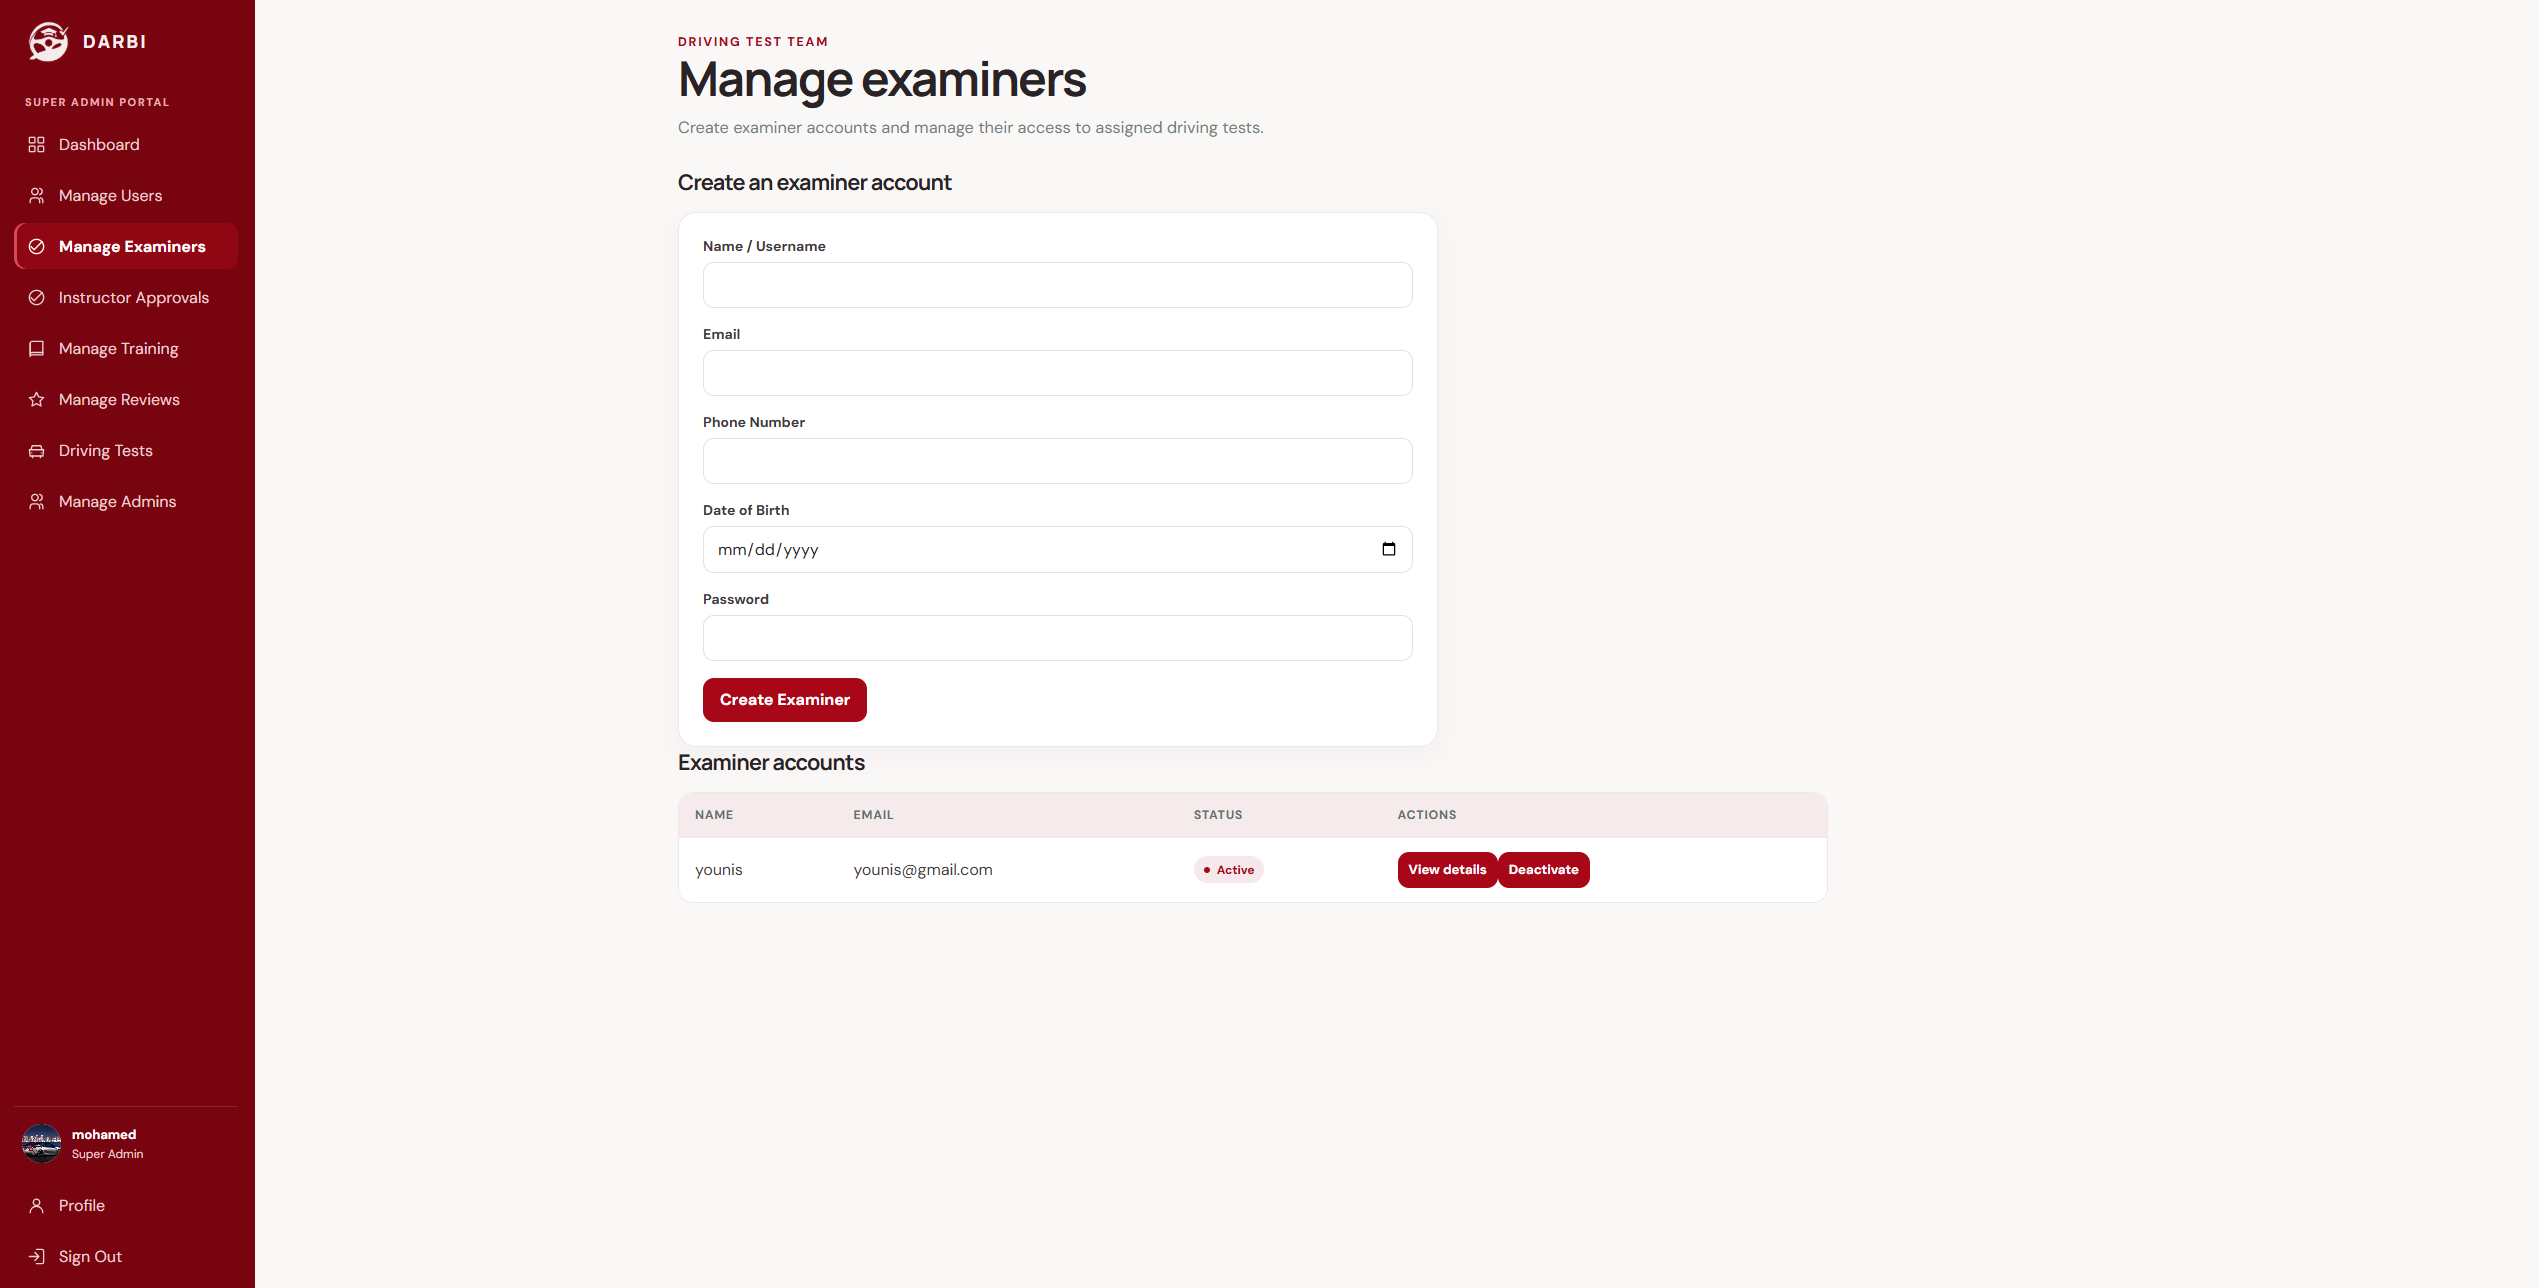 DARBI
SUPER ADMIN PORTAL
Dashboard
Manage Users
Manage Examiners
Instructor Approvals
Manage Training
Manage Reviews
Driving Tests
Manage Admins
mohamed
Super Admin
Profile
Sign Out
DRIVING TEST TEAM
Manage examiners
Create examiner accounts and manage their access to assigned driving tests.
Create an examiner account
Name / Username
Email
Phone Number
Date of Birth
mm/dd/yyyy
Password
Create Examiner
Examiner accounts
NAME EMAIL STATUS ACTIONS
younis younis@gmail.com Active View details Deactivate